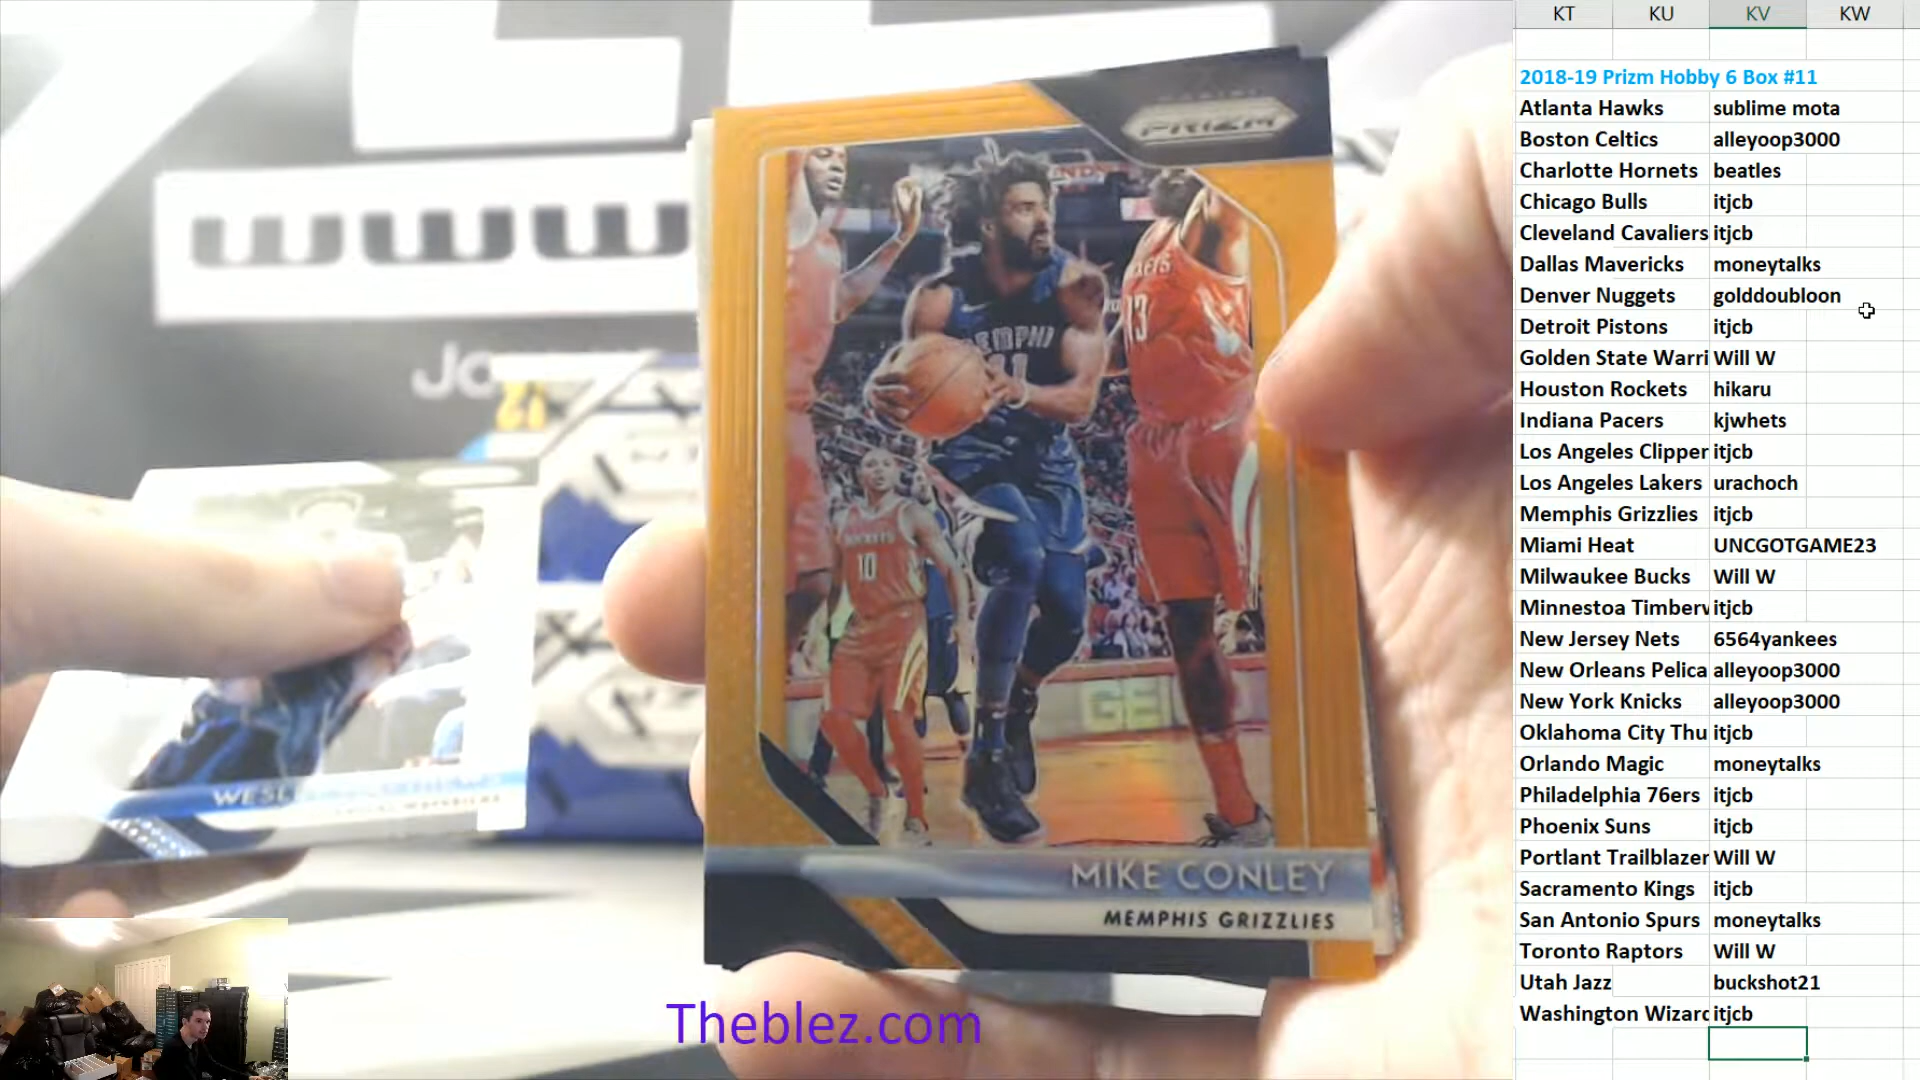 KT KU KV KW
2018-19 Prizm Hobby 6 Box #11
Atlanta Hawks sublime mota
Boston Celtics alleyoop3000
Charlotte Hornets beatles
Chicago Bulls itjcb
Cleveland Cavaliers itjcb
Dallas Mavericks moneytalks
Denver Nuggets golddoubloon
Detroit Pistons itjcb
Golden State Warri Will W
Houston Rockets hikaru
Indiana Pacers kjwhets
Los Angeles Clipper itjcb
Los Angeles Lakers urachoch
Memphis Grizzlies itjcb
Miami Heat UNCGOTGAME23
Milwaukee Bucks Will W
Minnestoa Timberv itjcb
New Jersey Nets 6564yankees
New Orleans Pelica alleyoop3000
New York Knicks alleyoop3000
Oklahoma City Thu itjcb
Orlando Magic moneytalks
Philadelphia 76ers itjcb
Phoenix Suns itjcb
Portlant Trailblazer Will W
Sacramento Kings itjcb
San Antonio Spurs moneytalks
Toronto Raptors Will W
Utah Jazz buckshot21
Washington Wizard itjcb
PANINI
PRIZM
www
Jo
13
10
11
MIKE CONLEY
MEMPHIS GRIZZLIES
Theblez.com